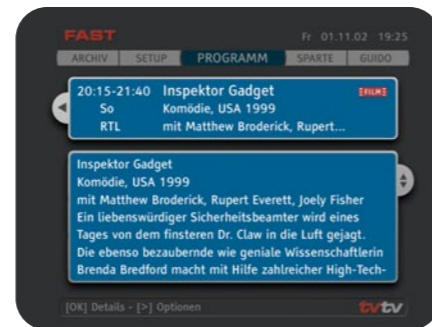 FAST Fr 01.11.02 19:25
ARCHIV SETUP PROGRAMM SPARTE GUIDO
20:15-21:40 Inspektor Gadget FILM
So Komödie, USA 1999
RTL mit Matthew Broderick, Rupert...
Inspektor Gadget
Komödie, USA 1999
mit Matthew Broderick, Rupert Everett, Joely Fisher
Ein liebenswürdiger Sicherheitsbeamter wird eines
Tages von dem finsteren Dr. Claw in die Luft gejagt.
Die ebenso bezaubernde wie geniale Wissenschaftlerin
Brenda Bredford macht mit Hilfe zahlreicher High-Tech-
[OK] Details - [>] Optionen tvtv